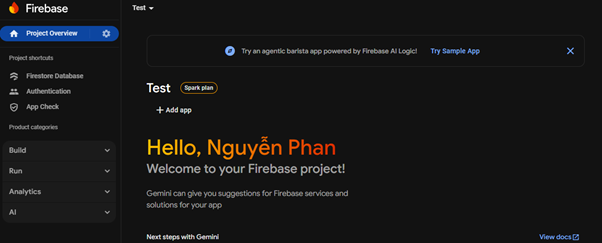 Firebase
Test
Project Overview
Try an agentic barista app powered by Firebase AI Logic!
Try Sample App
Project shortcuts
Firestore Database
Authentication
App Check
Product categories
Build
Run
Analytics
AI
Test
Spark plan
Add app
Hello, Nguyễn Phan
Welcome to your Firebase project!
Gemini can give you suggestions for Firebase services and
solutions for your app
Next steps with Gemini
View docs